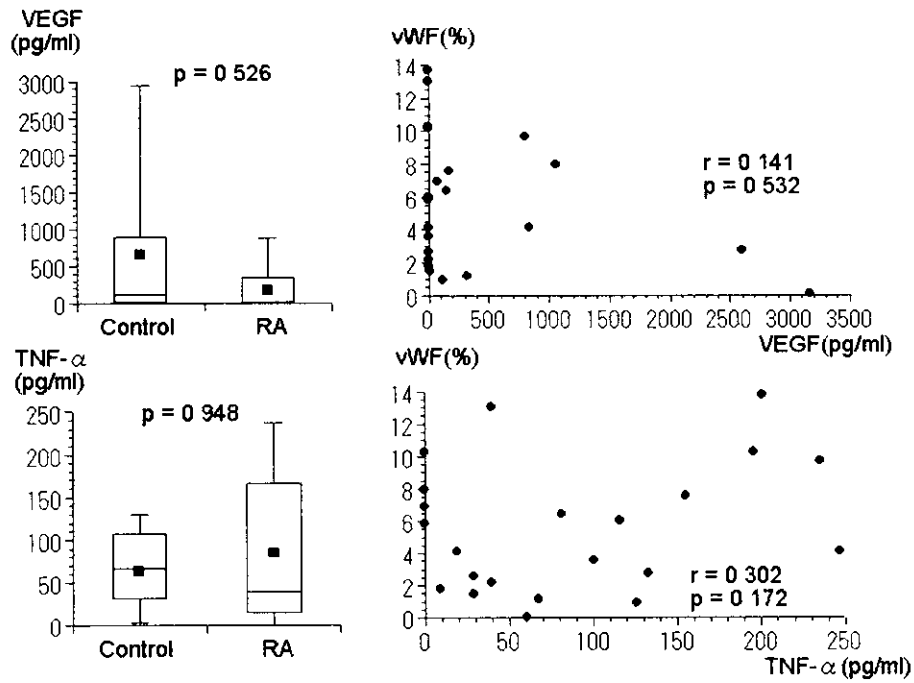 VEGF
(pg/ml)
p = 0 526
3000
2500
2000
1500
1000
500
0
Control RA
vWF(%)
14
12
10
8
6
4
2
0
r = 0 141
p = 0 532
0 500 1000 1500 2000 2500 3000 3500
VEGF(pg/ml)
TNF-α
(pg/ml)
p = 0 948
250
200
150
100
50
0
Control RA
vWF(%)
14
12
10
8
6
4
2
0
r = 0 302
p = 0 172
0 50 100 150 200 250
TNF-α (pg/ml)